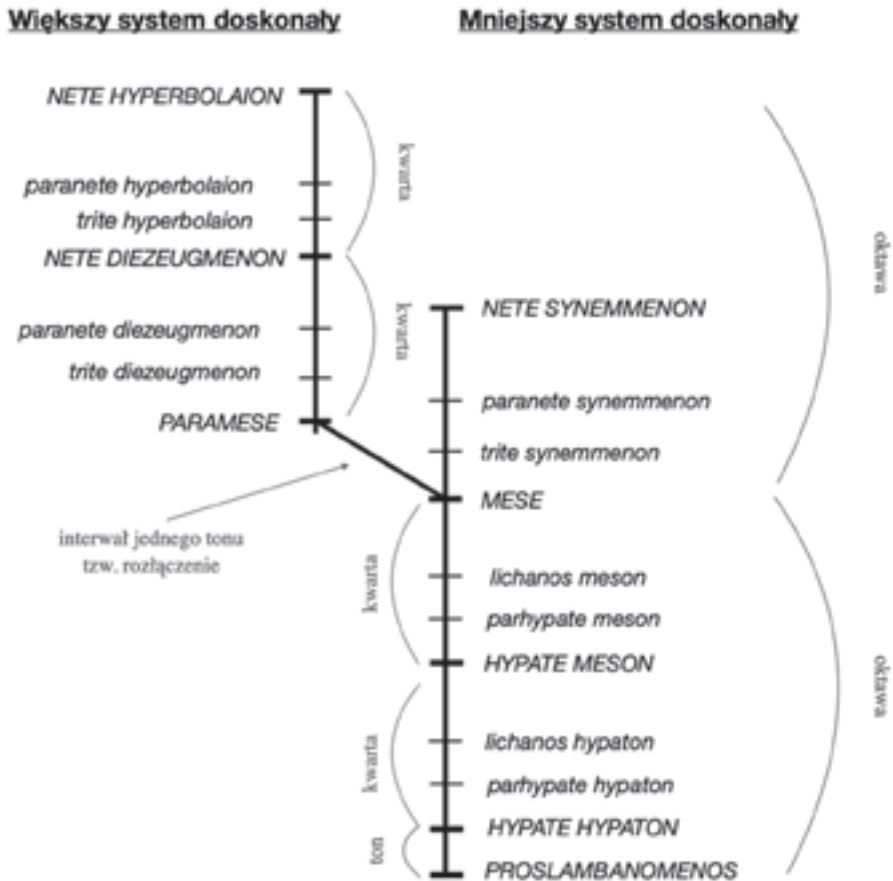 Większy system doskonały
Mniejszy system doskonały
NETE HYPERBOLAION
paranete hyperbolaion
trite hyperbolaion
NETE DIEZEUGMENON
paranete diezeugmenon
trite diezeugmenon
PARAMESE
kwarta
kwarta
interwał jednego tonu
tzw. rozłączenie
NETE SYNEMMENON
paranete synemmenon
trite synemmenon
MESE
lichanos meson
parhypate meson
HYPATE MESON
lichanos hypaton
parhypate hypaton
HYPATE HYPATON
PROSLAMBANOMENOS
kwarta
kwarta
ton
oktawa
oktawa